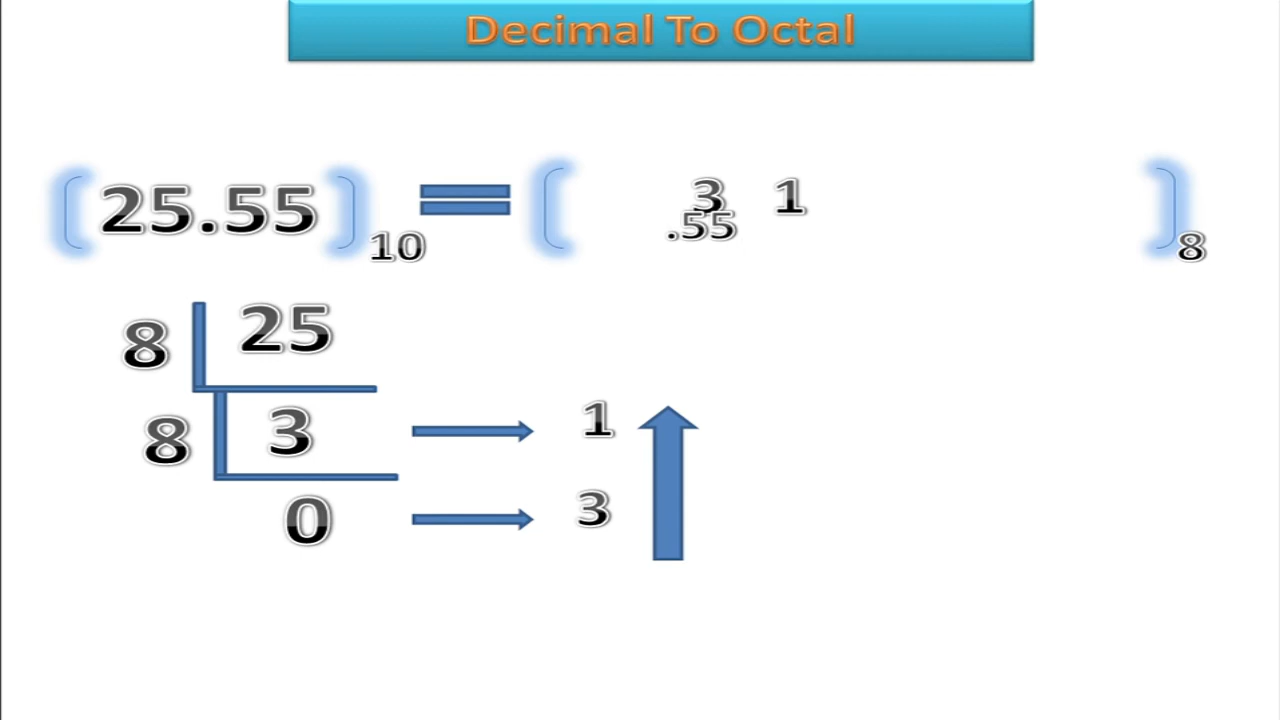 Decimal To Octal
(25.55)10 = ( 3 1 )8
.55
8 25
8 3 1
0 3